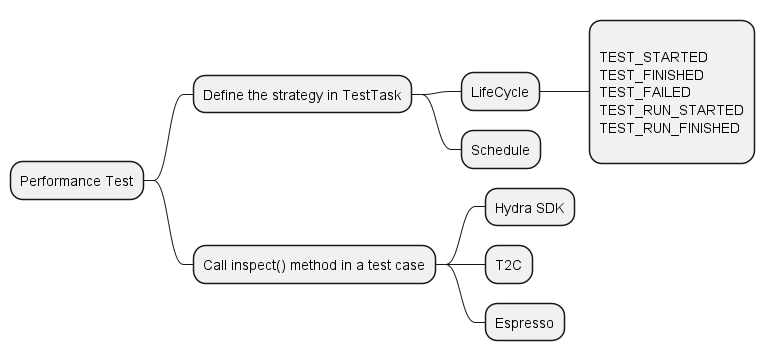 Performance Test
Define the strategy in TestTask
LifeCycle
TEST_STARTED
TEST_FINISHED
TEST_FAILED
TEST_RUN_STARTED
TEST_RUN_FINISHED
Schedule
Call inspect() method in a test case
Hydra SDK
T2C
Espresso